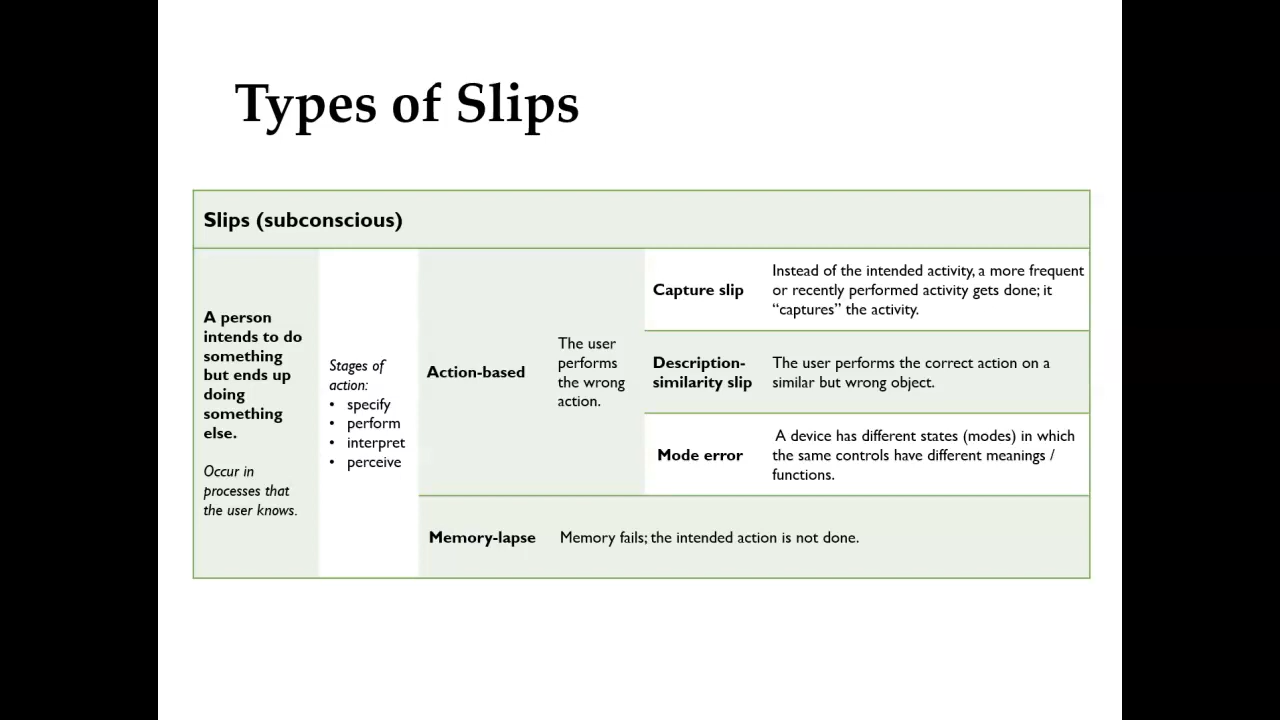 Types of Slips
Slips (subconscious)
A person
intends to do
something
but ends up
doing
something
else.
Occur in
processes that
the user knows.
Stages of
action:
• specify
• perform
• interpret
• perceive
Action-based
The user
performs
the wrong
action.
Capture slip
Instead of the intended activity, a more frequent
or recently performed activity gets done; it
“captures” the activity.
Description-
similarity slip
The user performs the correct action on a
similar but wrong object.
Mode error
A device has different states (modes) in which
the same controls have different meanings /
functions.
Memory-lapse
Memory fails; the intended action is not done.